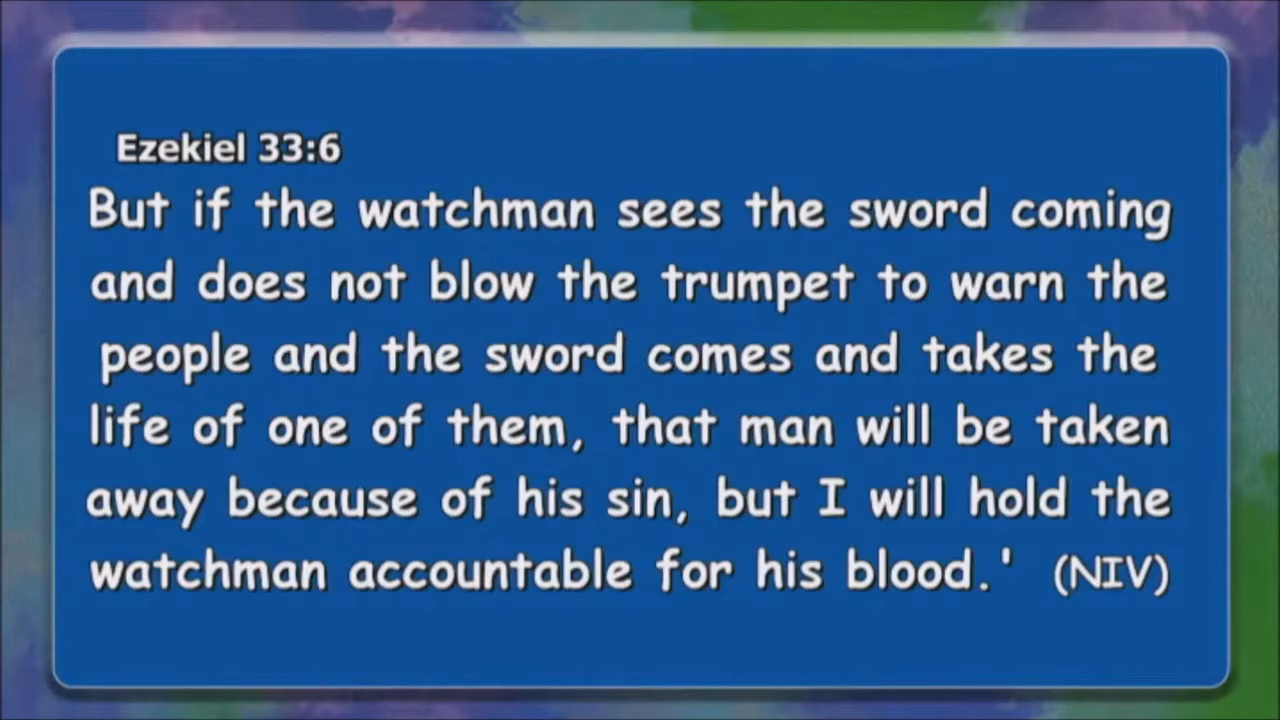 Ezekiel 33:6
But if the watchman sees the sword coming
and does not blow the trumpet to warn the
people and the sword comes and takes the
life of one of them, that man will be taken
away because of his sin, but I will hold the
watchman accountable for his blood.' (NIV)